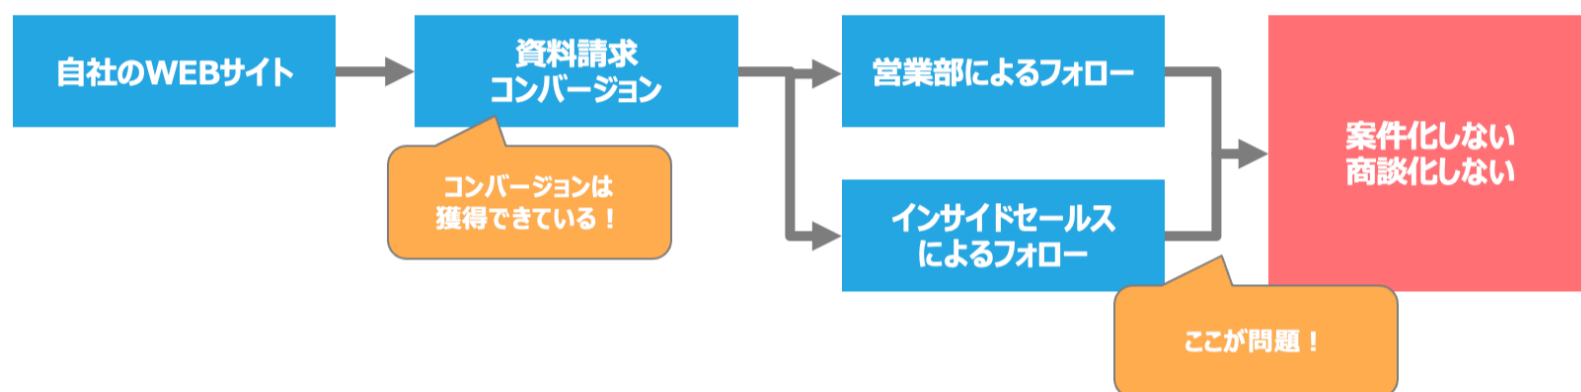 自社のWEBサイト
資料請求
コンバージョン
コンバージョンは
獲得できている！
営業部によるフォロー
インサイドセールス
によるフォロー
ここが問題！
案件化しない
商談化しない